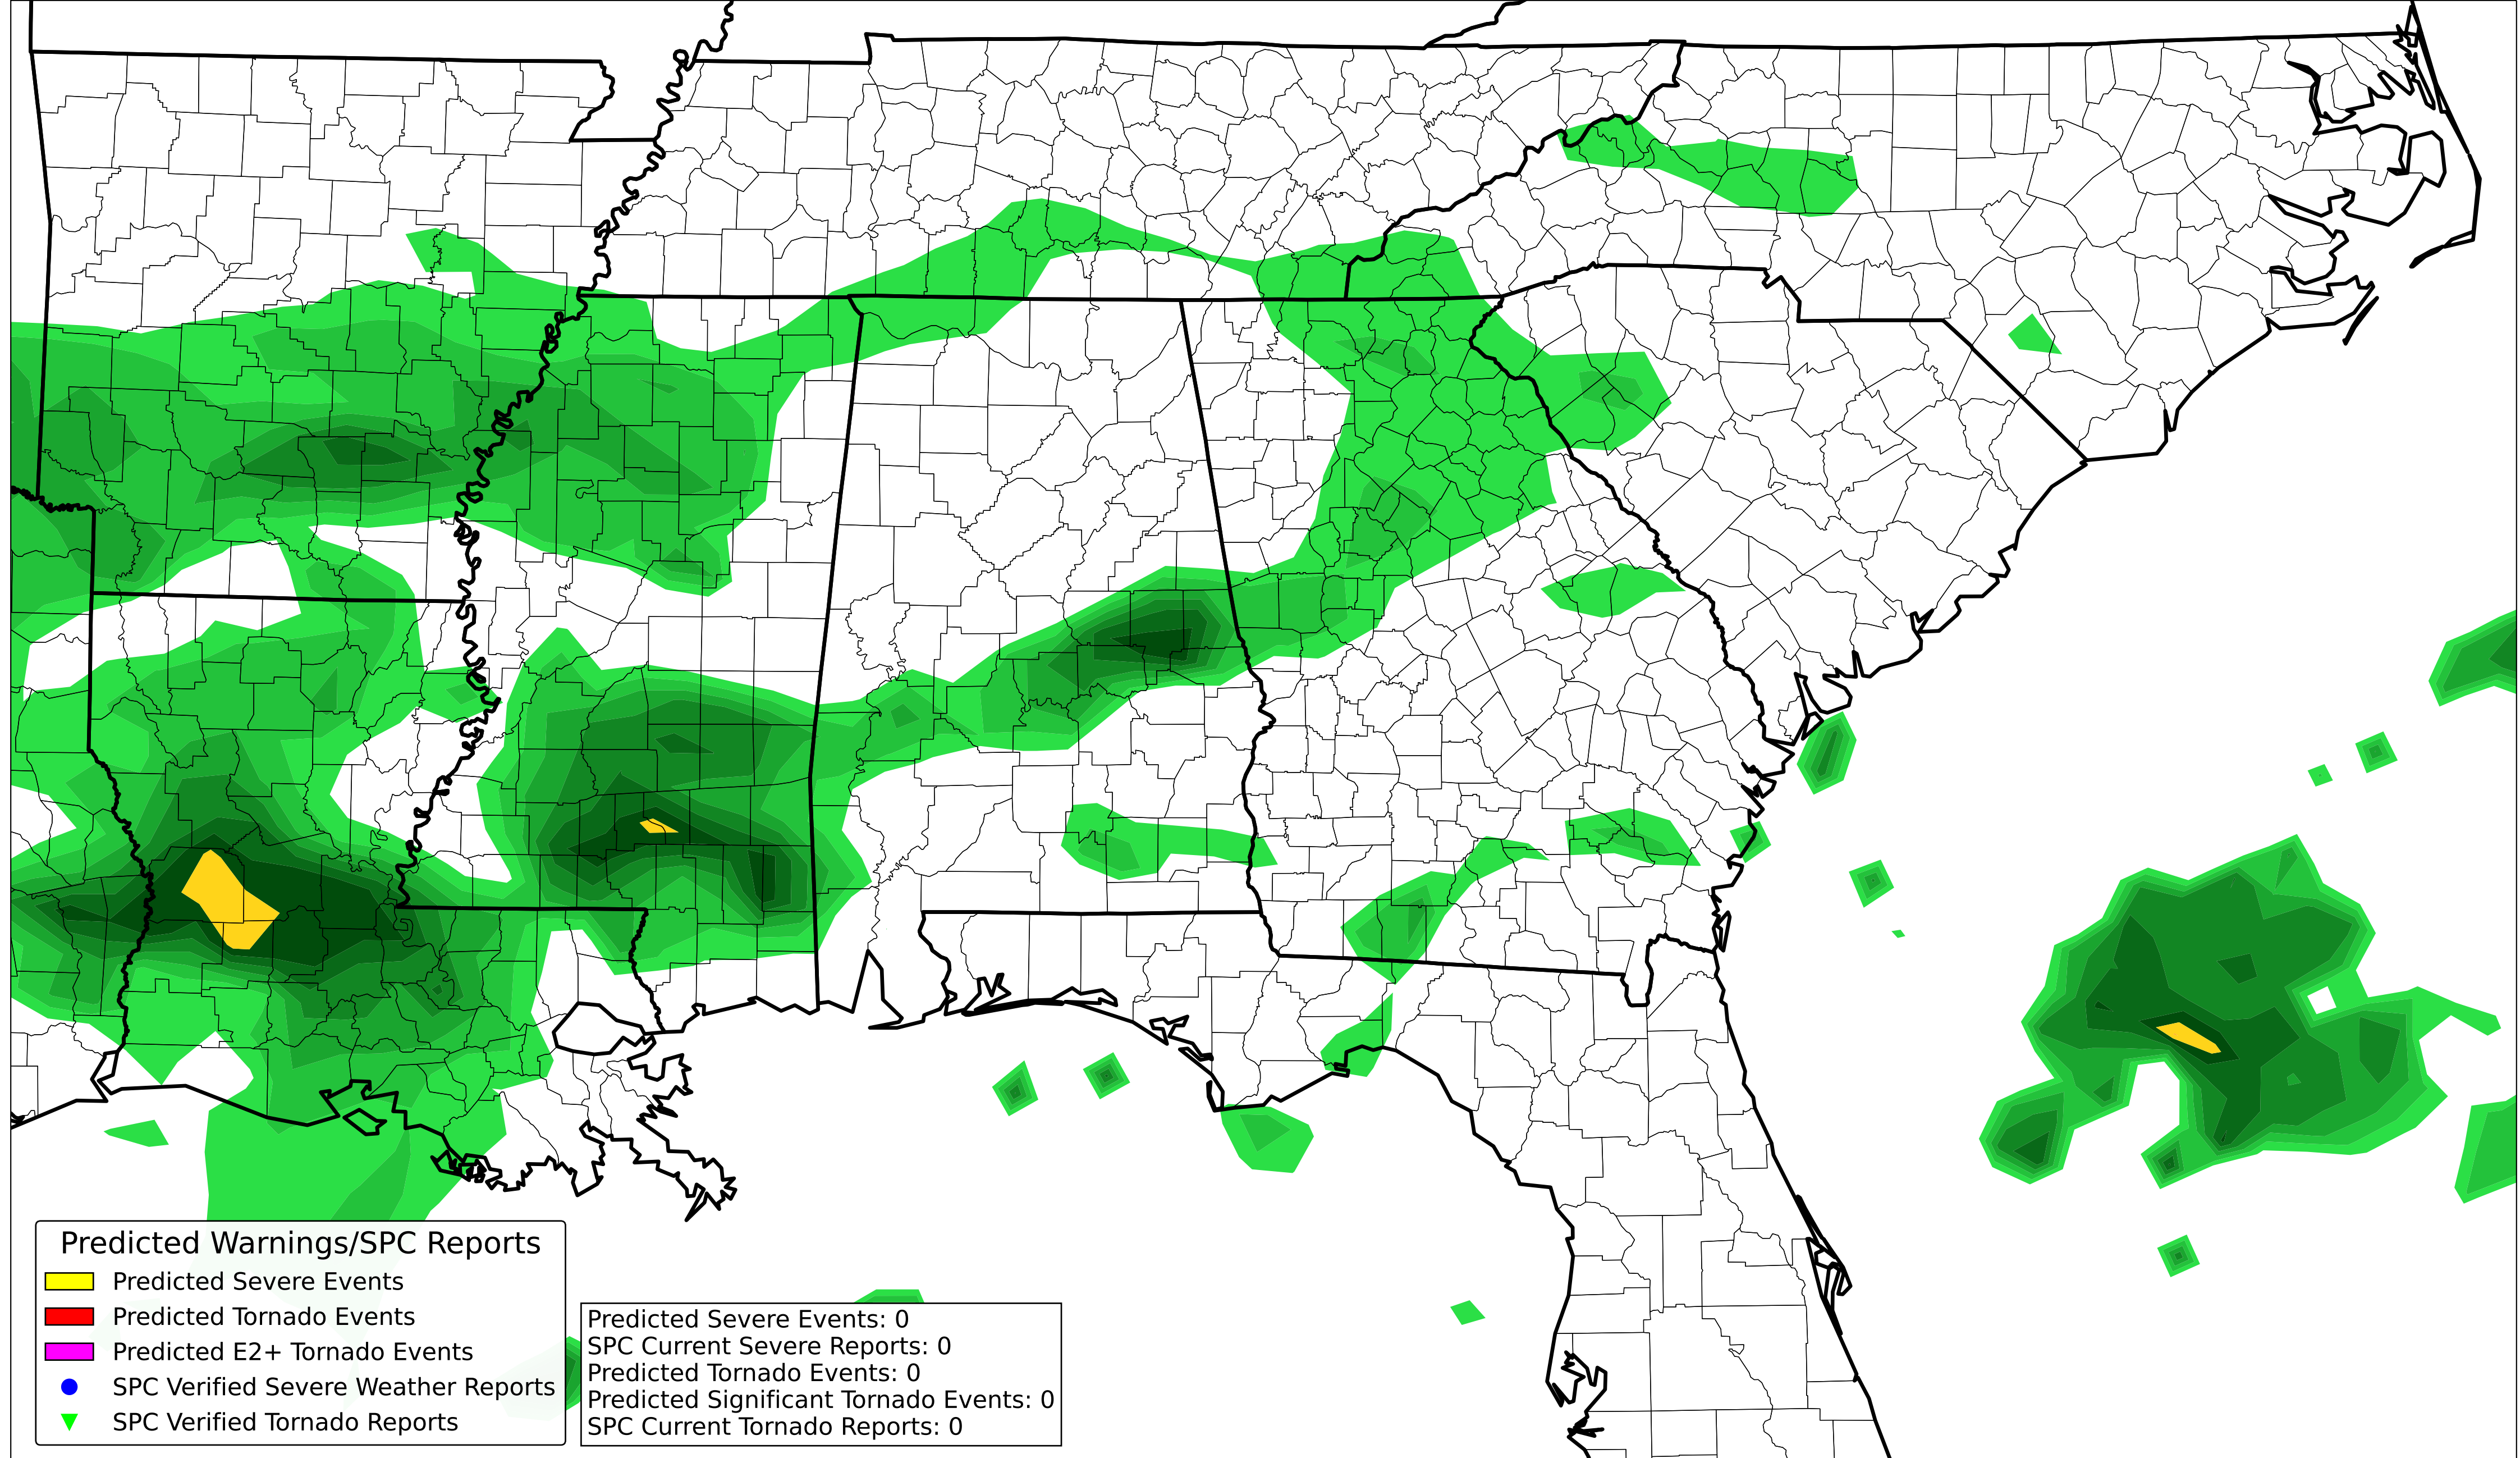 Predicted Warnings/SPC Reports
Predicted Severe Events
Predicted Tornado Events
Predicted E2+ Tornado Events
SPC Verified Severe Weather Reports
SPC Verified Tornado Reports
Predicted Severe Events: 0
SPC Current Severe Reports: 0
Predicted Tornado Events: 0
Predicted Significant Tornado Events: 0
SPC Current Tornado Reports: 0